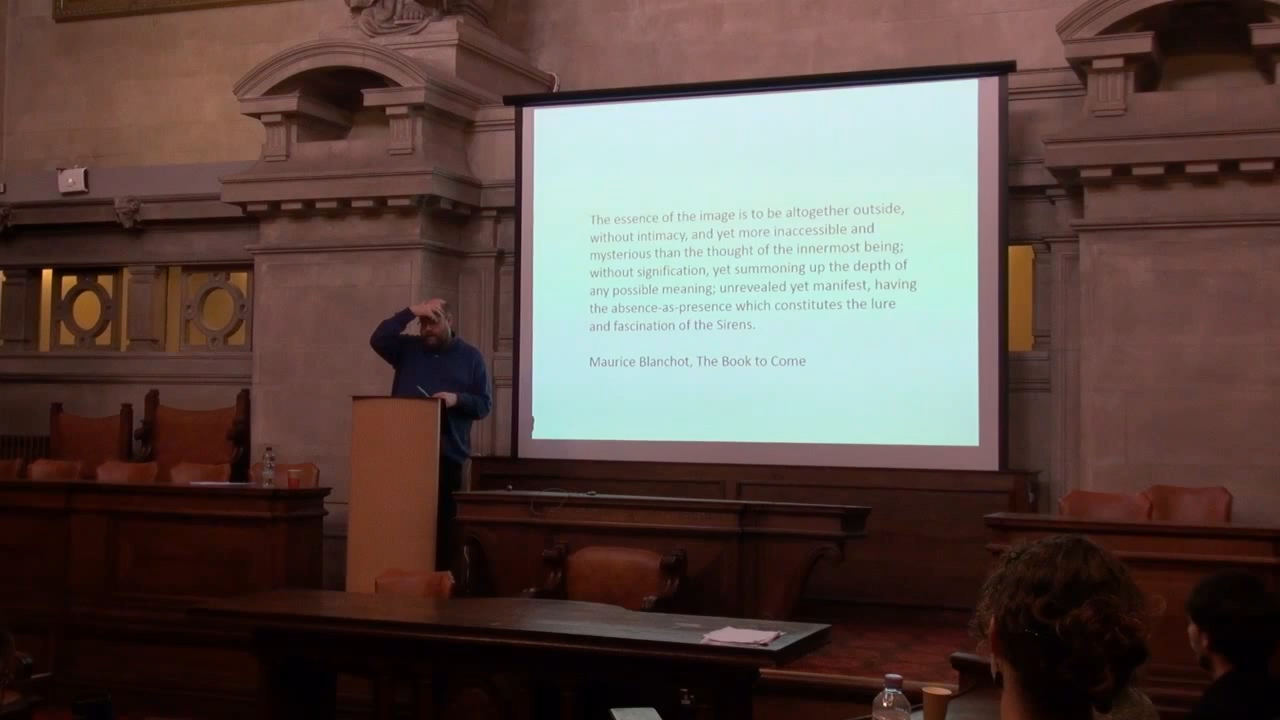 The essence of the image is to be altogether outside,
without intimacy, and yet more inaccessible and
mysterious than the thought of the innermost being;
without signification, yet summoning up the depth of
any possible meaning; unrevealed yet manifest, having
the absence-as-presence which constitutes the lure
and fascination of the Sirens.
Maurice Blanchot, The Book to Come